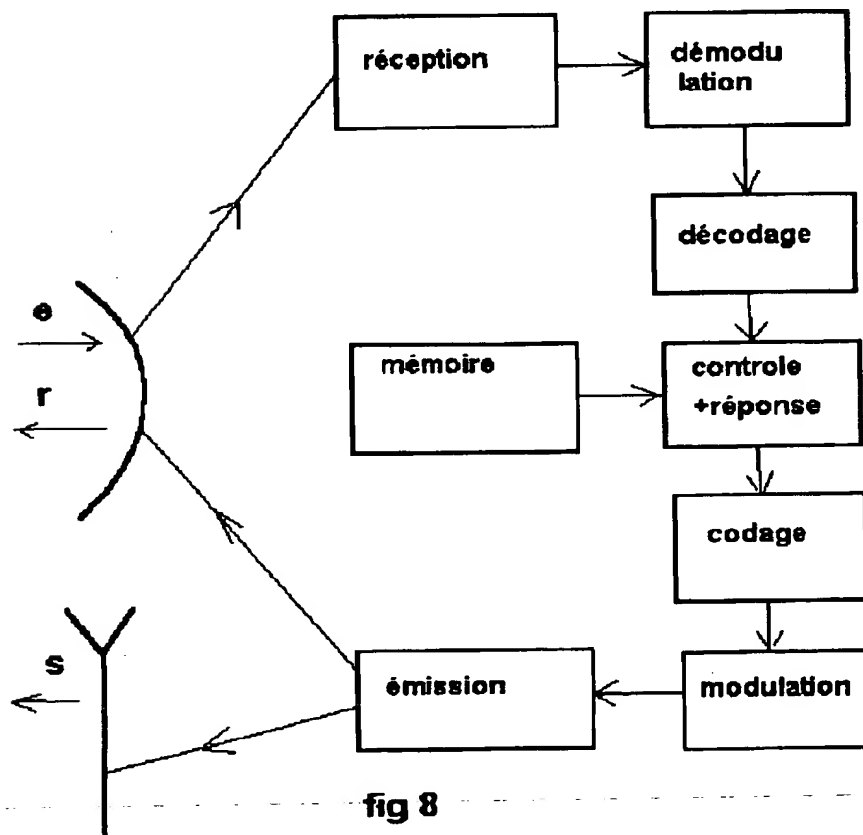 réception
démodu
lation
décodage
e
r
mémoire
controle
+réponse
codage
s
émission
modulation
fig 8